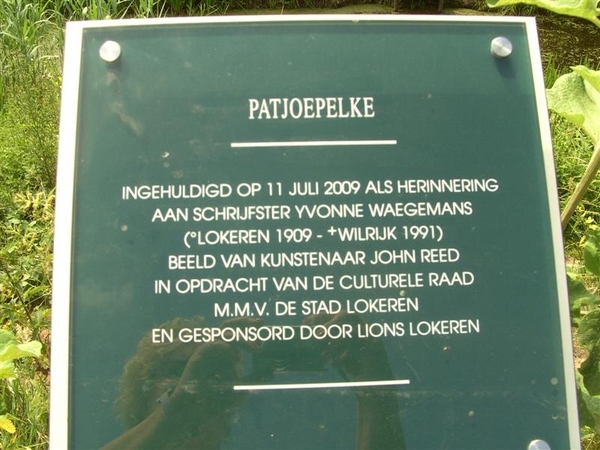 PATJOEPELKE
INGEHULDIGD OP 11 JULI 2009 ALS HERINNERING
AAN SCHRIJFSTER YVONNE WAEGEMANS
(°LOKEREN 1909 - +WILRIJK 1991)
BEELD VAN KUNSTENAAR JOHN REED
IN OPDRACHT VAN DE CULTURELE RAAD
M.M.V. DE STAD LOKEREN
EN GESPONSORD DOOR LIONS LOKEREN